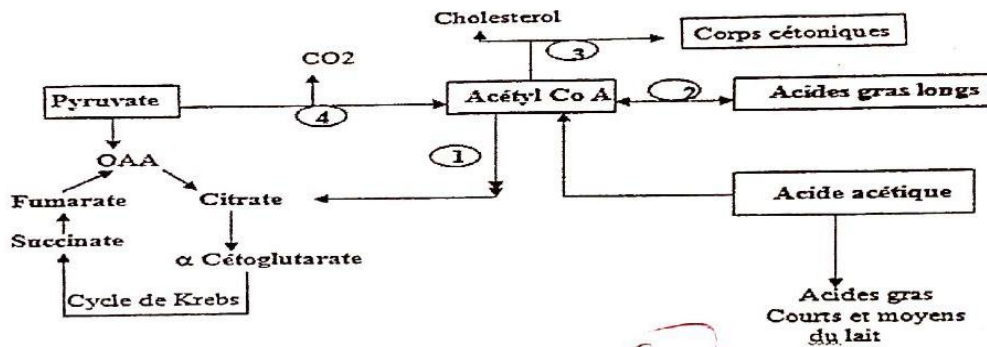 Cholesterol
3
Corps cétoniques
CO2
Pyruvate
4
Acétyl Co A
2
Acides gras longs
1
OAA
Fumarate
Citrate
Acide acétique
Succinate
α Cétoglutarate
Cycle de Krebs
Acides gras
Courts et moyens
du lait